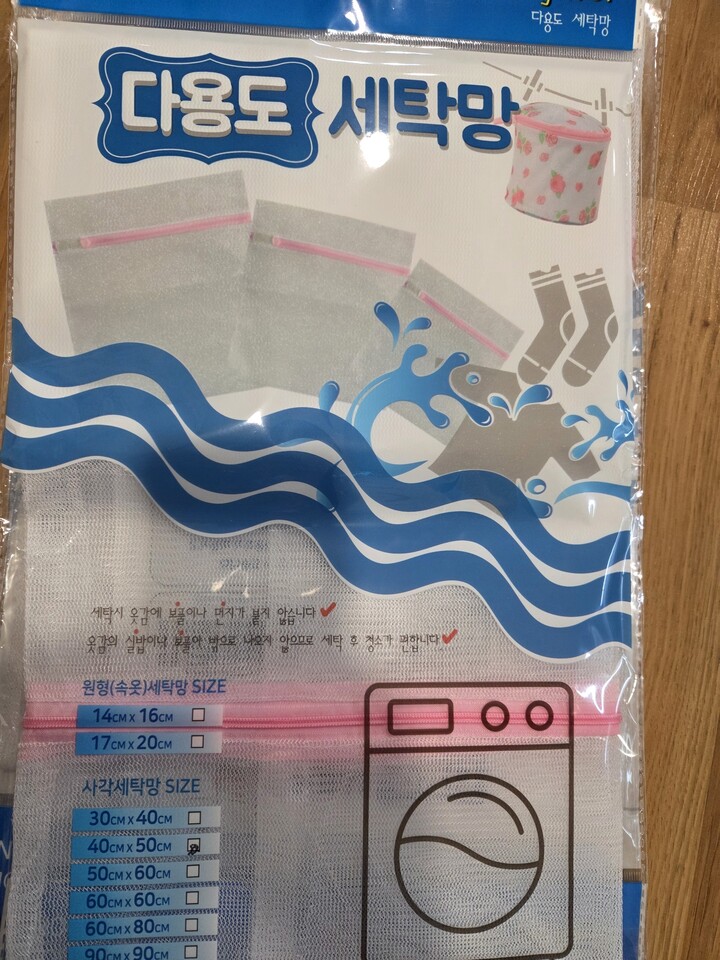 다용도 세탁망
다용도 세탁망
세탁시 옷감에 보풀이나 먼지가 붙지 않습니다
옷감의 실밥이나 보풀이 밖으로 나오지 않으므로 세탁 후 청소가 편합니다
원형(속옷)세탁망 SIZE
14CM X 16CM
17CM X 20CM
사각세탁망 SIZE
30CM X 40CM
40CM X 50CM
50CM X 60CM
60CM X 60CM
60CM X 80CM
90CM X 90CM